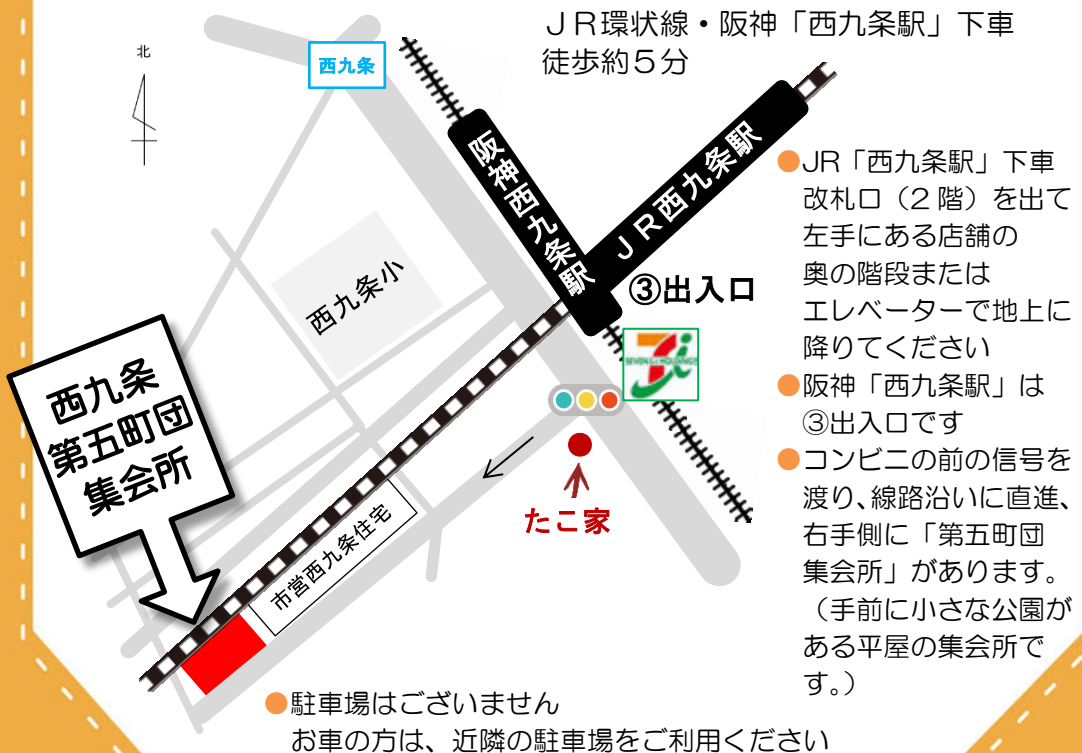 JR環状線・阪神「西九条駅」下車
徒歩約5分
北
西九条
阪神西九条駅
JR西九条駅
③出入口
西九条小
SEVEN & i HOLDINGS
西九条
第五町団
集会所
たこ家
市営西九条住宅
●JR「西九条駅」下車
改札口(2階)を出て
左手にある店舗の
奥の階段または
エレベーターで地上に
降りてください
●阪神「西九条駅」は
③出入口です
●コンビニの前の信号を
渡り、線路沿いに直進、
右手側に「第五町団
集会所」があります。
(手前に小さな公園が
ある平屋の集会所で
す。)
●駐車場はございません
お車の方は、近隣の駐車場をご利用ください